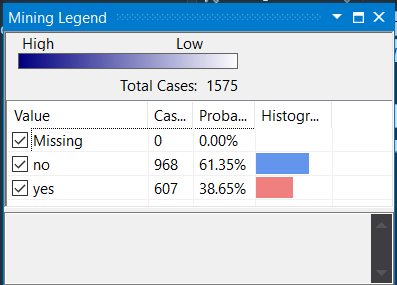 Mining Legend
High Low
Total Cases: 1575
Value Cas... Proba... Histogr...
Missing 0 0.00%
no 968 61.35%
yes 607 38.65%